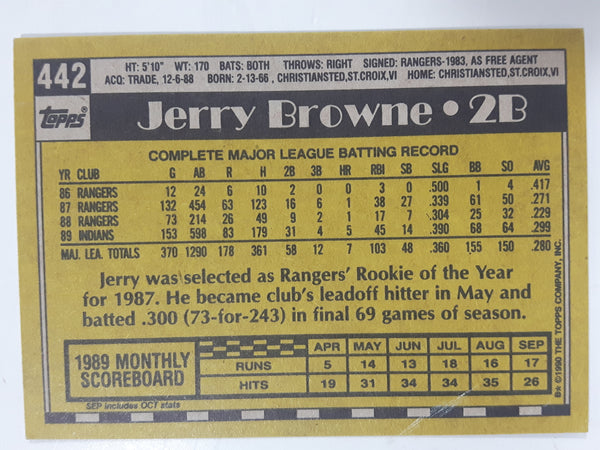 442
HT: 5'10" WT: 170 BATS: BOTH THROWS: RIGHT SIGNED: RANGERS-1983, AS FREE AGENT
ACQ: TRADE, 12-6-88 BORN: 2-13-66, CHRISTIANSTED, ST.CROIX,VI HOME: CHRISTIANSTED,ST.CROIX,VI
Topps®
Jerry Browne • 2B
COMPLETE MAJOR LEAGUE BATTING RECORD
YR CLUB G AB R H 2B 3B HR RBI SB SLG BB SO AVG
86 RANGERS 12 24 6 10 2 0 0 3 0 .500 1 4 .417
87 RANGERS 132 454 63 123 16 6 1 38 27 .339 61 50 .271
88 RANGERS 73 214 26 49 9 2 1 17 7 .304 25 32 .229
89 INDIANS 153 598 83 179 31 4 5 45 14 .390 68 64 .299
MAJ. LEA. TOTALS 370 1290 178 361 58 12 7 103 48 .360 155 150 .280
Jerry was selected as Rangers' Rookie of the Year
for 1987. He became club's leadoff hitter in May and
batted .300 (73-for-243) in final 69 games of season.
1989 MONTHLY
SCOREBOARD
APR MAY JUN JUL AUG SEP
RUNS 5 14 13 18 16 17
HITS 19 31 34 34 35 26
SEP includes OCT stats
B* ©1990 THE TOPPS COMPANY, INC.